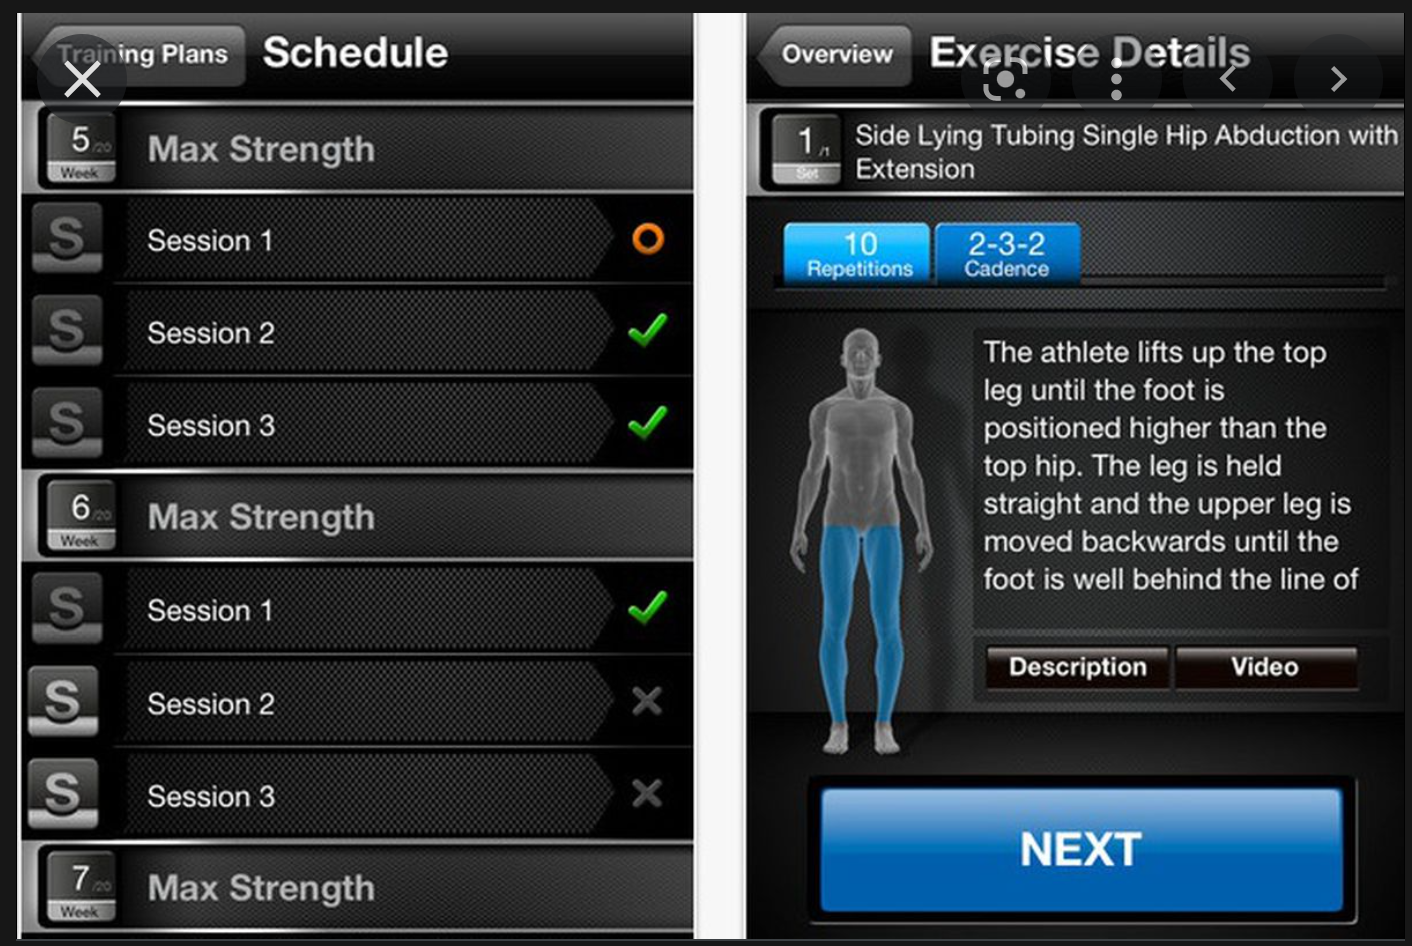 Training Plans
Schedule
5/20
Week
Max Strength
S
Session 1
S
Session 2
S
Session 3
6/20
Week
Max Strength
S
Session 1
S
Session 2
S
Session 3
7/20
Week
Max Strength
Overview
Exercise Details
1/1
Set
Side Lying Tubing Single Hip Abduction with
Extension
10
Repetitions
2-3-2
Cadence
The athlete lifts up the top
leg until the foot is
positioned higher than the
top hip. The leg is held
straight and the upper leg is
moved backwards until the
foot is well behind the line of
Description
Video
NEXT